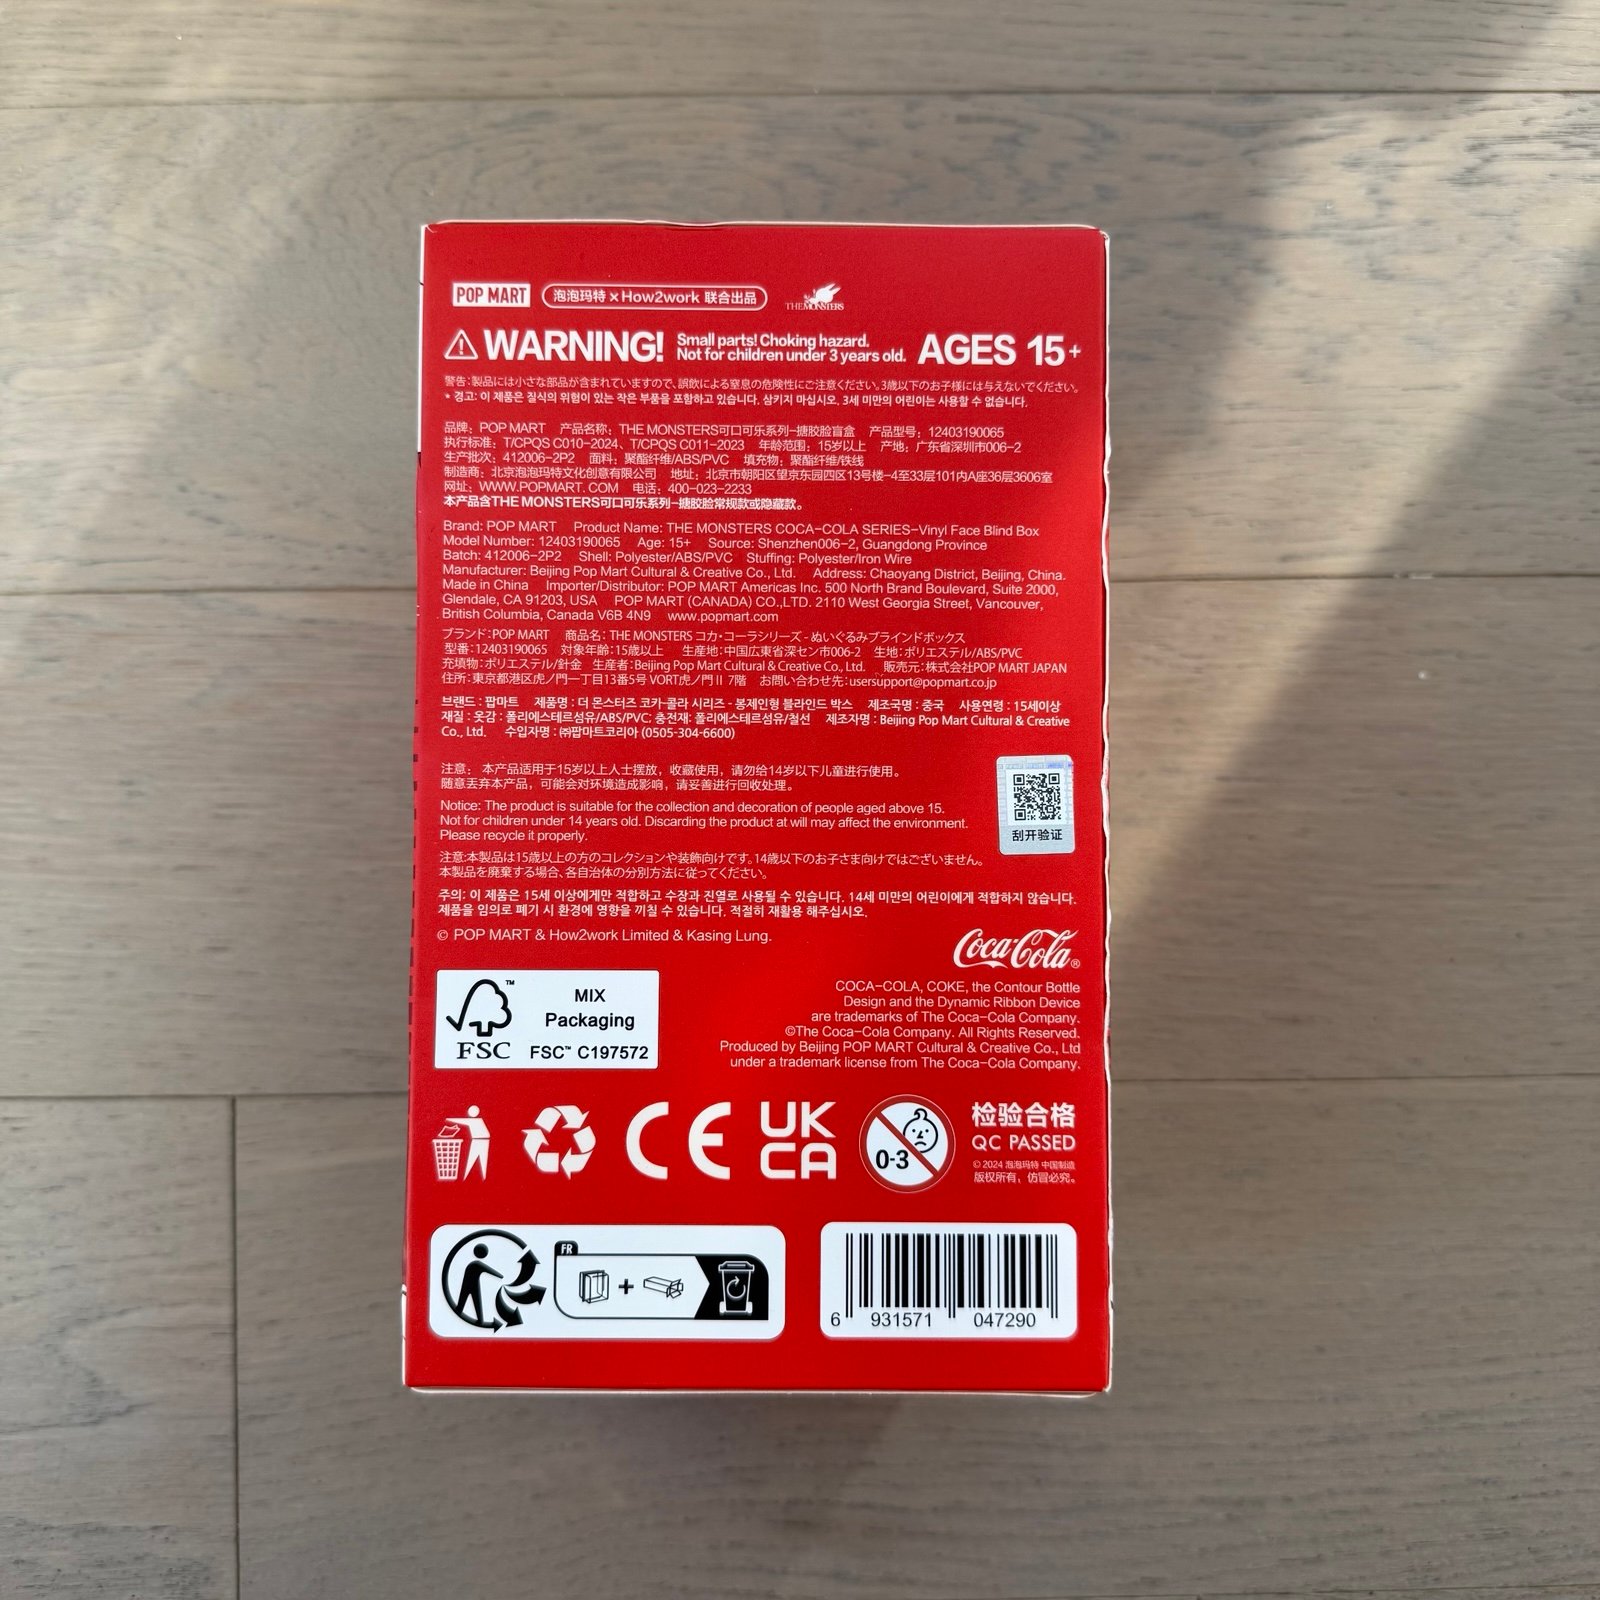 POP MART 泡泡玛特 × How2work 联合出品 THE MONSTERS
WARNING! Small parts! Choking hazard.
Not for children under 3 years old. AGES 15+
警告:製品には小さな部品が含まれていますので、誤飲による窒息の危険性にご注意ください。3歳以下のお子様には与えないでください。
* 경고: 이 제품은 질식의 위험이 있는 작은 부품을 포함하고 있습니다. 삼키지 마십시오. 3세 미만의 어린이는 사용할 수 없습니다.
品牌：POP MART 产品名称：THE MONSTERS可口可乐系列-搪胶脸盲盒 产品型号：12403190065
执行标准：T/CPQS C010-2024、T/CPQS C011-2023 年龄范围：15岁以上 产地：广东省深圳市006-2
生产批次：412006-2P2 面料：聚酯纤维/ABS/PVC 填充物：聚酯纤维/铁线
制造商：北京泡泡玛特文化创意有限公司 地址：北京市朝阳区望京东园四区13号楼-4至33层101内A座36层3606室
网址：WWW.POPMART. COM 电话：400-023-2233
本产品含THE MONSTERS可口可乐系列-搪胶脸常规款或隐藏款。
Brand: POP MART Product Name: THE MONSTERS COCA-COLA SERIES-Vinyl Face Blind Box
Model Number: 12403190065 Age: 15+ Source: Shenzhen006-2, Guangdong Province
Batch: 412006-2P2 Shell: Polyester/ABS/PVC Stuffing: Polyester/Iron Wire
Manufacturer: Beijing Pop Mart Cultural & Creative Co., Ltd. Address: Chaoyang District, Beijing, China.
Made in China Importer/Distributor: POP MART Americas Inc. 500 North Brand Boulevard, Suite 2000,
Glendale, CA 91203, USA POP MART (CANADA) CO.,LTD. 2110 West Georgia Street, Vancouver,
British Columbia, Canada V6B 4N9 www.popmart.com
ブランド:POP MART 商品名: THE MONSTERS コカ・コーラシリーズ - ぬいぐるみブラインドボックス
型番:12403190065 対象年齢:15歳以上 生産地:中国広東省深セン市006-2 生地:ポリエステル/ABS/PVC
充填物:ポリエステル/針金 生産者:Beijing Pop Mart Cultural & Creative Co., Ltd. 販売元:株式会社POP MART JAPAN
住所:東京都港区虎ノ門一丁目13番5号 VORT虎ノ門Ⅱ 7階 お問い合わせ先:usersupport@popmart.co.jp
브랜드 : 팝마트 제품명 : 더 몬스터즈 코카-콜라 시리즈 - 봉제인형 블라인드 박스 제조국명 : 중국 사용연령 : 15세이상
재질 : 옷감 : 폴리에스테르섬유/ABS/PVC; 충전재: 폴리에스테르섬유/철선 제조자명 : Beijing Pop Mart Cultural & Creative
Co., Ltd. 수입자명 : ㈜팝마트코리아 (0505-304-6600)
注意： 本产品适用于15岁以上人士摆放，收藏使用，请勿给14岁以下儿童进行使用。
随意丢弃本产品，可能会对环境造成影响，请妥善进行回收处理。
Notice: The product is suitable for the collection and decoration of people aged above 15.
Not for children under 14 years old. Discarding the product at will may affect the environment.
Please recycle it properly.
刮开验证
注意:本製品は15歳以上の方のコレクションや装飾向けです。14歳以下のお子さま向けではございません。
本製品を廃棄する場合、各自治体の分別方法に従ってください。
주의: 이 제품은 15세 이상에게만 적합하고 수장과 진열로 사용될 수 있습니다. 14세 미만의 어린이에게 적합하지 않습니다.
제품을 임의로 폐기 시 환경에 영향을 끼칠 수 있습니다. 적절히 재활용 해주십시오.
© POP MART & How2work Limited & Kasing Lung.
Coca-Cola®
COCA-COLA, COKE, the Contour Bottle
Design and the Dynamic Ribbon Device
are trademarks of The Coca-Cola Company.
©The Coca-Cola Company. All Rights Reserved.
Produced by Beijing POP MART Cultural & Creative Co., Ltd
under a trademark license from The Coca-Cola Company.
FSC™
MIX
Packaging
FSC™ C197572
CE
UK
CA
0-3
检验合格
QC PASSED
© 2024 泡泡玛特 中国制造
版权所有，仿冒必究。
FR
6 931571 047290